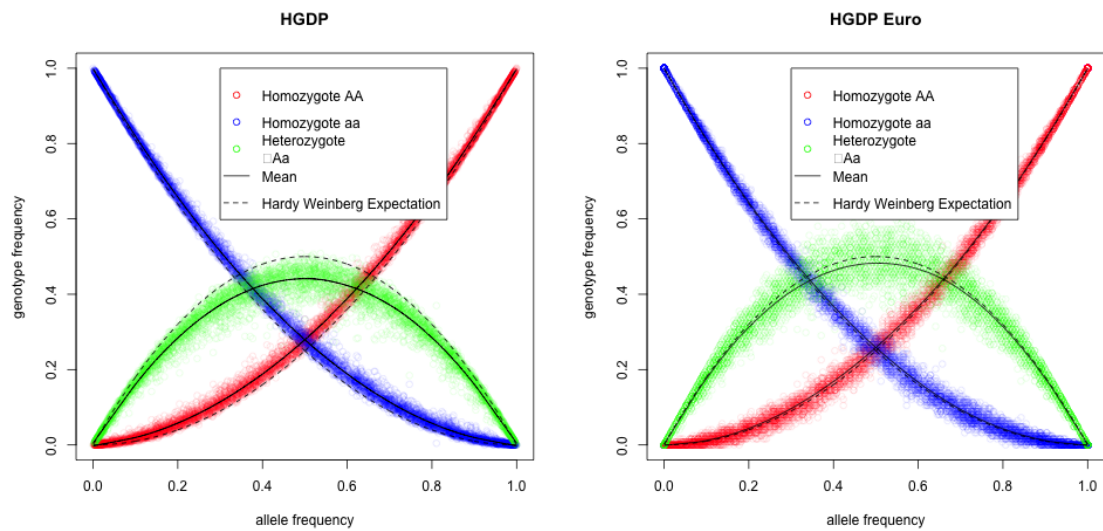 HGDP
genotype frequency
1.0
0.8
0.6
0.4
0.2
0.0
Homozygote AA
Homozygote aa
Heterozygote
□Aa
Mean
Hardy Weinberg Expectation
0.0 0.2 0.4 0.6 0.8 1.0
allele frequency
HGDP Euro
genotype frequency
1.0
0.8
0.6
0.4
0.2
0.0
Homozygote AA
Homozygote aa
Heterozygote
□Aa
Mean
Hardy Weinberg Expectation
0.0 0.2 0.4 0.6 0.8 1.0
allele frequency